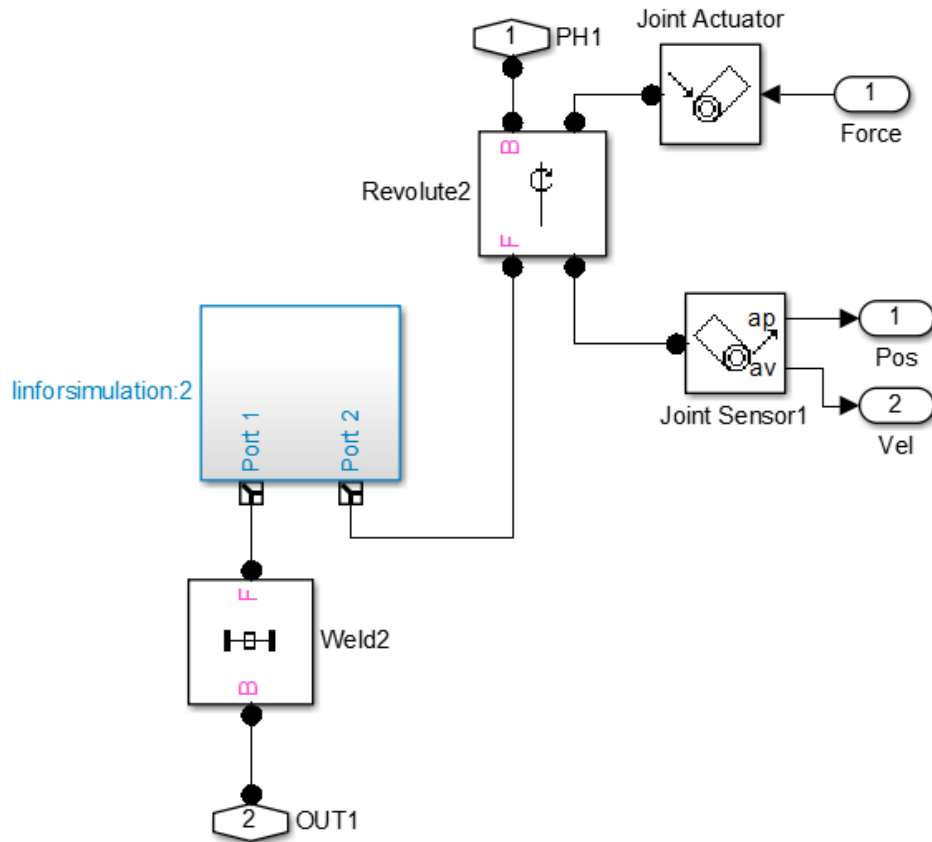 Joint Actuator
1
PH1
1
Force
B
Revolute2
F
ap
1
Pos
av
2
Joint Sensor1
Vel
linforsimulation:2
Port 1
Port 2
F
Weld2
B
2
OUT1